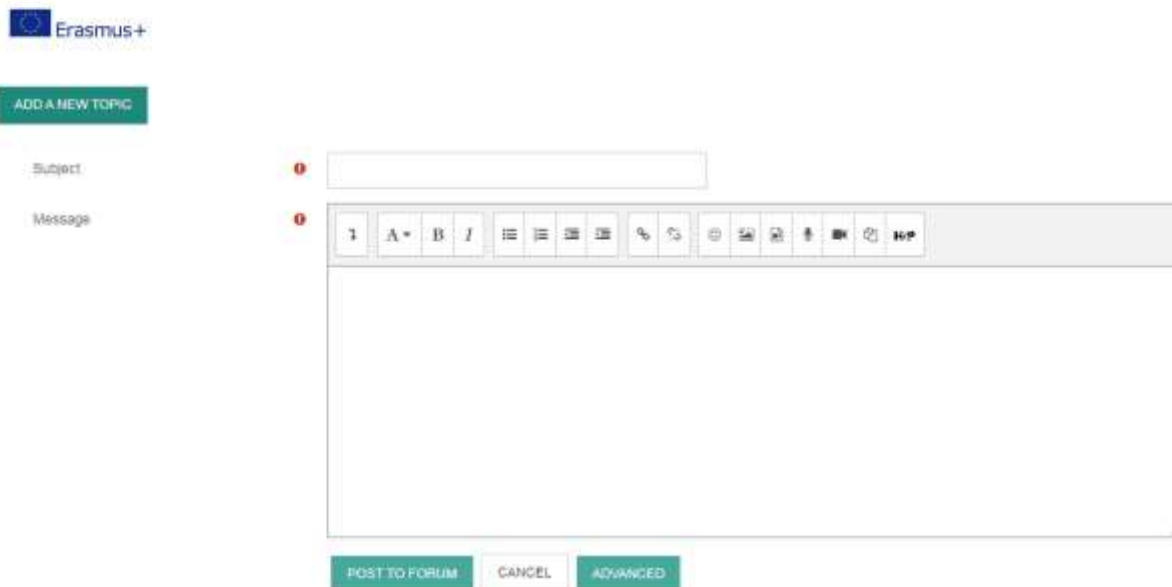 Erasmus+
ADD A NEW TOPIC
Subject
Message
A B I H-P
POST TO FORUM CANCEL ADVANCED